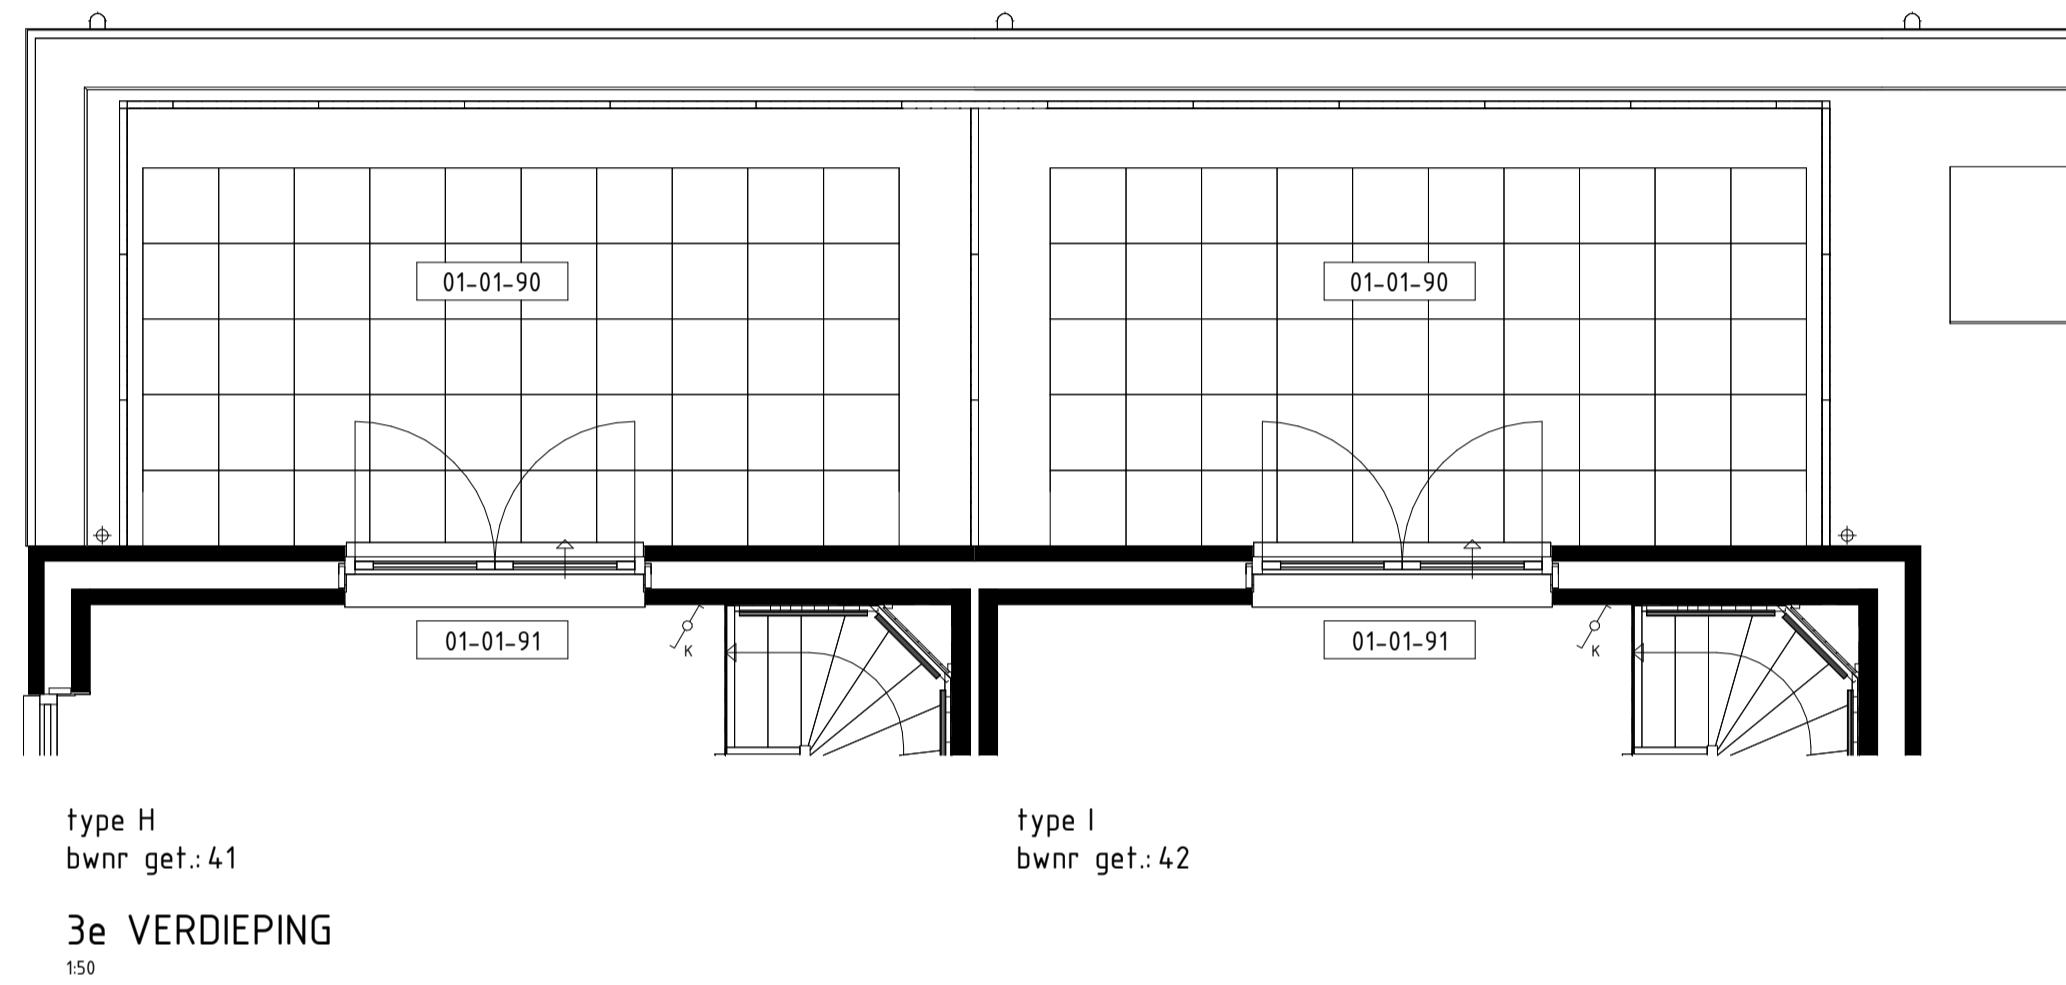 01-01-90
01-01-90
01-01-91
01-01-91
K
K
type H
bwnr get.: 41
type I
bwnr get.: 42
3e VERDIEPING
1:50